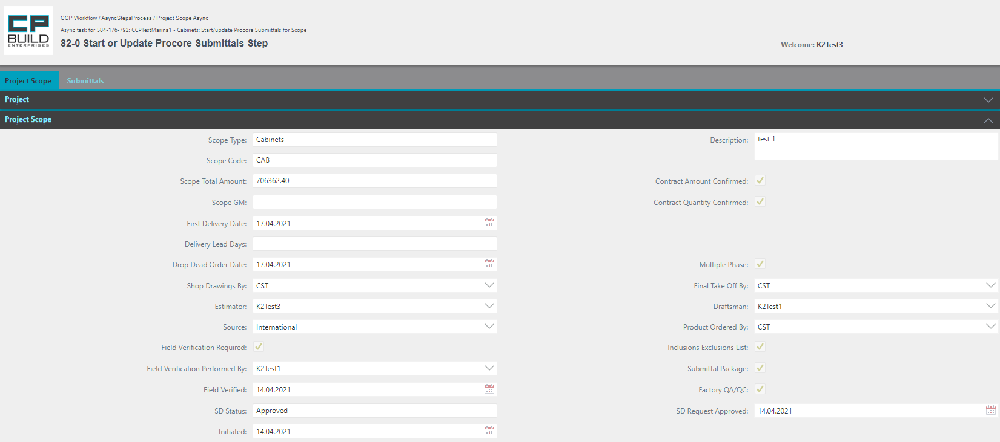 CP
BUILD
ENTERPRISES
CCP Workflow / AsyncStepsProcess / Project Scope Async
Async task for 584-176-792: CCPTestMarina1 - Cabinets: Start/update Procore Submittals for Scope
82-0 Start or Update Procore Submittals Step
Welcome: K2Test3
Project Scope Submittals
Project
Project Scope
Scope Type: Cabinets Description: test 1
Scope Code: CAB
Scope Total Amount: 706362.40 Contract Amount Confirmed:
Scope GM: Contract Quantity Confirmed:
First Delivery Date: 17.04.2021
Delivery Lead Days:
Drop Dead Order Date: 17.04.2021 Multiple Phase:
Shop Drawings By: CST Final Take Off By: CST
Estimator: K2Test3 Draftsman: K2Test1
Source: International Product Ordered By: CST
Field Verification Required: Inclusions Exclusions List:
Field Verification Performed By: K2Test1 Submittal Package:
Field Verified: 14.04.2021 Factory QA/QC:
SD Status: Approved SD Request Approved: 14.04.2021
Initiated: 14.04.2021